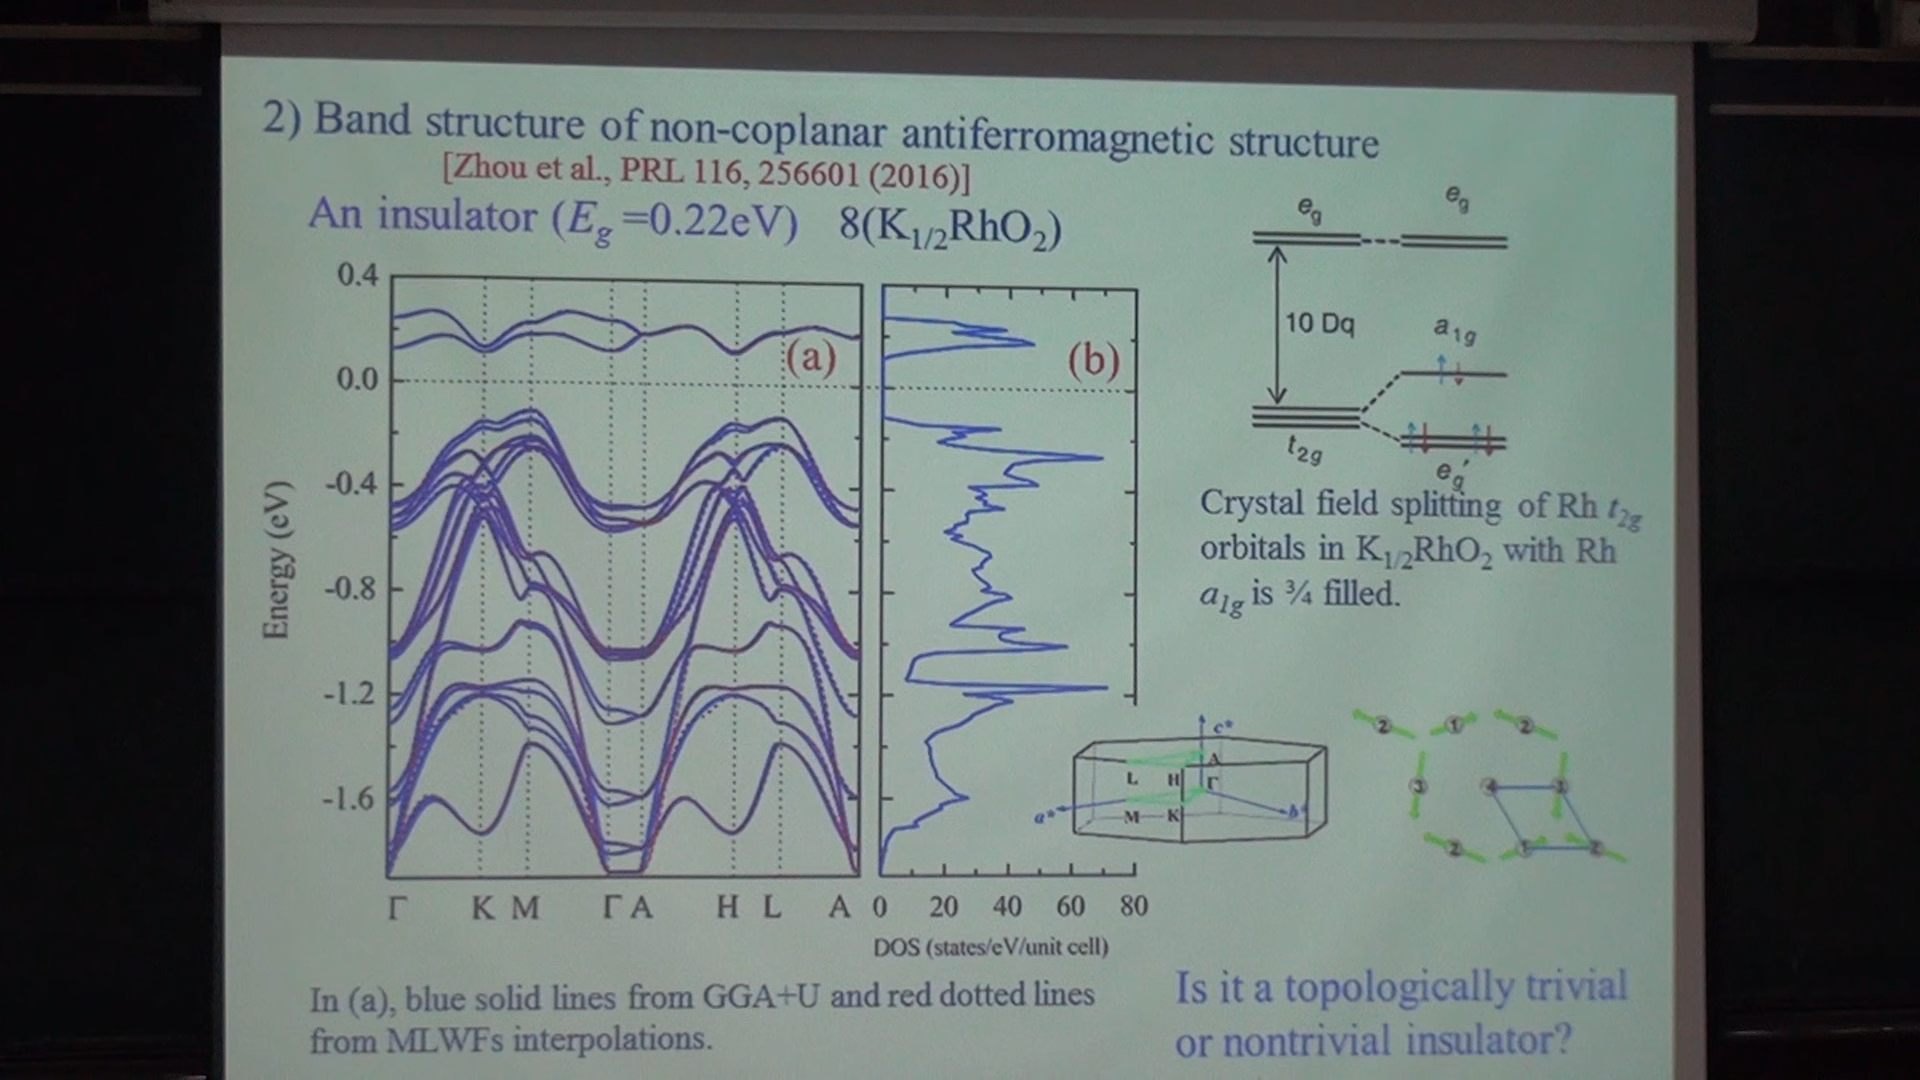 2) Band structure of non-coplanar antiferromagnetic structure
[Zhou et al., PRL 116, 256601 (2016)]
An insulator (Eg =0.22eV) 8(K1/2RhO2)
eg eg
10 Dq
a1g
t2g
eg'
Crystal field splitting of Rh t2g
orbitals in K1/2RhO2 with Rh
a1g is ¾ filled.
0.4
0.0
-0.4
-0.8
-1.2
-1.6
Energy (eV)
(a)
(b)
Γ K M Γ A H L A
0 20 40 60 80
DOS (states/eV/unit cell)
c*
A
L H Γ
a* M K b*
2 1 2
3 4 3
2 1 2
In (a), blue solid lines from GGA+U and red dotted lines
from MLWFs interpolations.
Is it a topologically trivial
or nontrivial insulator?